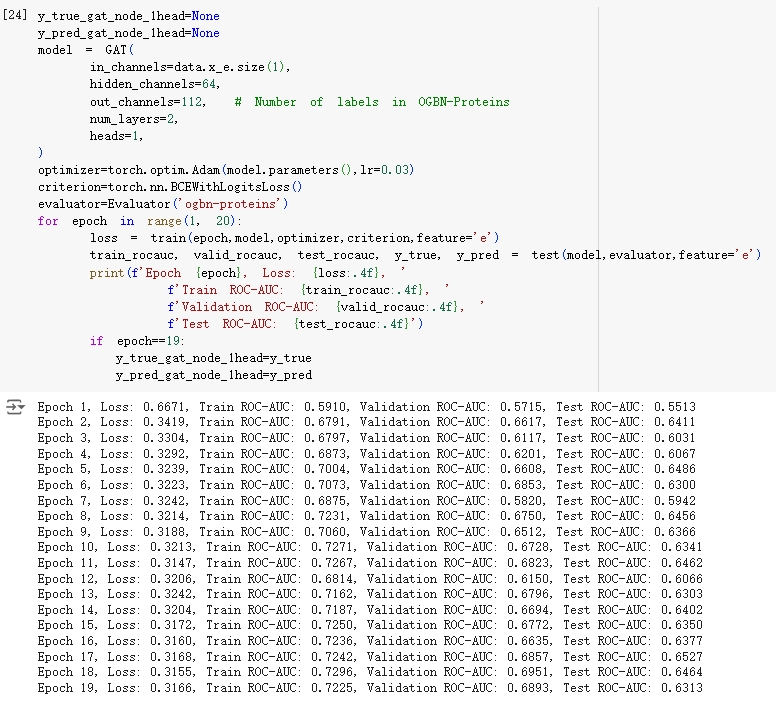 [24] y_true_gat_node_1head=None
y_pred_gat_node_1head=None
model = GAT(
in_channels=data.x_e.size(1),
hidden_channels=64,
out_channels=112, # Number of labels in OGBN-Proteins
num_layers=2,
heads=1,
)
optimizer=torch.optim.Adam(model.parameters(),lr=0.03)
criterion=torch.nn.BCEWithLogitsLoss()
evaluator=Evaluator('ogbn-proteins')
for epoch in range(1, 20):
loss = train(epoch,model,optimizer,criterion,feature='e')
train_rocauc, valid_rocauc, test_rocauc, y_true, y_pred = test(model,evaluator,feature='e')
print(f'Epoch {epoch}, Loss: {loss:.4f}, '
f'Train ROC-AUC: {train_rocauc:.4f}, '
f'Validation ROC-AUC: {valid_rocauc:.4f}, '
f'Test ROC-AUC: {test_rocauc:.4f}')
if epoch==19:
y_true_gat_node_1head=y_true
y_pred_gat_node_1head=y_pred
Epoch 1, Loss: 0.6671, Train ROC-AUC: 0.5910, Validation ROC-AUC: 0.5715, Test ROC-AUC: 0.5513
Epoch 2, Loss: 0.3419, Train ROC-AUC: 0.6791, Validation ROC-AUC: 0.6617, Test ROC-AUC: 0.6411
Epoch 3, Loss: 0.3304, Train ROC-AUC: 0.6797, Validation ROC-AUC: 0.6117, Test ROC-AUC: 0.6031
Epoch 4, Loss: 0.3292, Train ROC-AUC: 0.6873, Validation ROC-AUC: 0.6201, Test ROC-AUC: 0.6067
Epoch 5, Loss: 0.3239, Train ROC-AUC: 0.7004, Validation ROC-AUC: 0.6608, Test ROC-AUC: 0.6486
Epoch 6, Loss: 0.3223, Train ROC-AUC: 0.7073, Validation ROC-AUC: 0.6853, Test ROC-AUC: 0.6300
Epoch 7, Loss: 0.3242, Train ROC-AUC: 0.6875, Validation ROC-AUC: 0.5820, Test ROC-AUC: 0.5942
Epoch 8, Loss: 0.3214, Train ROC-AUC: 0.7231, Validation ROC-AUC: 0.6750, Test ROC-AUC: 0.6456
Epoch 9, Loss: 0.3188, Train ROC-AUC: 0.7060, Validation ROC-AUC: 0.6512, Test ROC-AUC: 0.6366
Epoch 10, Loss: 0.3213, Train ROC-AUC: 0.7271, Validation ROC-AUC: 0.6728, Test ROC-AUC: 0.6341
Epoch 11, Loss: 0.3147, Train ROC-AUC: 0.7267, Validation ROC-AUC: 0.6823, Test ROC-AUC: 0.6462
Epoch 12, Loss: 0.3206, Train ROC-AUC: 0.6814, Validation ROC-AUC: 0.6150, Test ROC-AUC: 0.6066
Epoch 13, Loss: 0.3242, Train ROC-AUC: 0.7162, Validation ROC-AUC: 0.6796, Test ROC-AUC: 0.6303
Epoch 14, Loss: 0.3204, Train ROC-AUC: 0.7187, Validation ROC-AUC: 0.6694, Test ROC-AUC: 0.6402
Epoch 15, Loss: 0.3172, Train ROC-AUC: 0.7250, Validation ROC-AUC: 0.6772, Test ROC-AUC: 0.6350
Epoch 16, Loss: 0.3160, Train ROC-AUC: 0.7236, Validation ROC-AUC: 0.6635, Test ROC-AUC: 0.6377
Epoch 17, Loss: 0.3168, Train ROC-AUC: 0.7242, Validation ROC-AUC: 0.6857, Test ROC-AUC: 0.6527
Epoch 18, Loss: 0.3155, Train ROC-AUC: 0.7296, Validation ROC-AUC: 0.6951, Test ROC-AUC: 0.6464
Epoch 19, Loss: 0.3166, Train ROC-AUC: 0.7225, Validation ROC-AUC: 0.6893, Test ROC-AUC: 0.6313